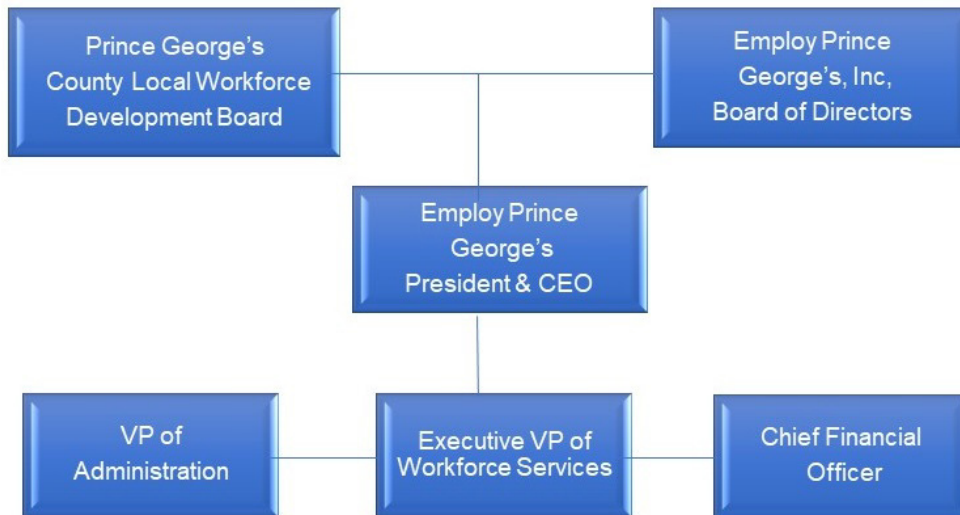 Prince George’s
County Local Workforce
Development Board
Employ Prince
George’s, Inc,
Board of Directors
Employ Prince
George’s
President & CEO
VP of
Administration
Executive VP of
Workforce Services
Chief Financial
Officer